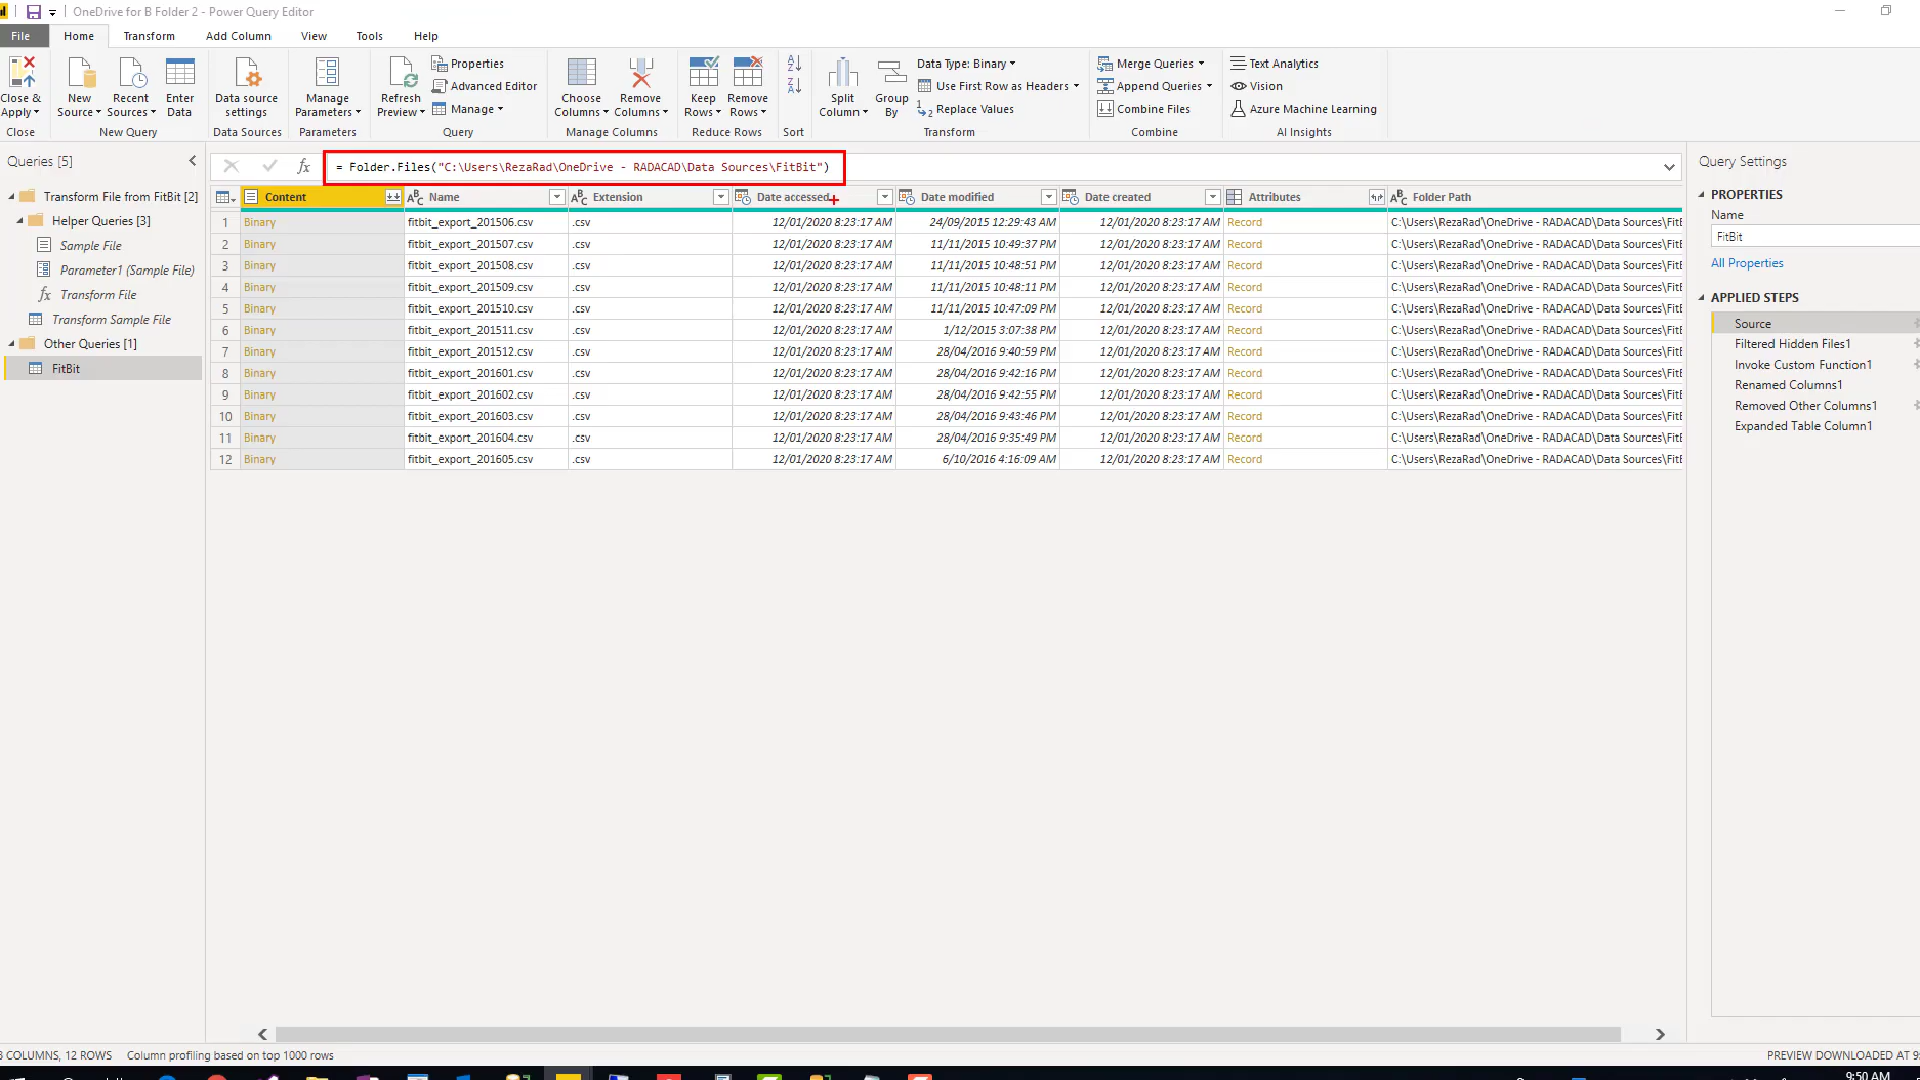 OneDrive for B Folder 2 - Power Query Editor
File Home Transform Add Column View Tools Help
Close & Apply
New Source
Recent Sources
Enter Data
Data source settings
Manage Parameters
Refresh Preview
Properties
Advanced Editor
Manage
Choose Columns
Remove Columns
Keep Rows
Remove Rows
Split Column
Group By
Data Type: Binary
Use First Row as Headers
Replace Values
Merge Queries
Append Queries
Combine Files
Text Analytics
Vision
Azure Machine Learning
Close New Query Data Sources Parameters Query Manage Columns Reduce Rows Sort Transform Combine AI Insights
Queries [5]
Transform File from FitBit [2]
Helper Queries [3]
Sample File
Parameter1 (Sample File)
fx Transform File
Transform Sample File
Other Queries [1]
FitBit
fx = Folder.Files("C:\Users\RezaRad\OneDrive - RADACAD\Data Sources\FitBit")
Content Name Extension Date accessed Date modified Date created Attributes Folder Path
1 Binary fitbit_export_201506.csv .csv 12/01/2020 8:23:17 AM 24/09/2015 12:29:43 AM 12/01/2020 8:23:17 AM Record C:\Users\RezaRad\OneDrive - RADACAD\Data Sources\Fit
2 Binary fitbit_export_201507.csv .csv 12/01/2020 8:23:17 AM 11/11/2015 10:49:37 PM 12/01/2020 8:23:17 AM Record C:\Users\RezaRad\OneDrive - RADACAD\Data Sources\Fit
3 Binary fitbit_export_201508.csv .csv 12/01/2020 8:23:17 AM 11/11/2015 10:48:51 PM 12/01/2020 8:23:17 AM Record C:\Users\RezaRad\OneDrive - RADACAD\Data Sources\Fit
4 Binary fitbit_export_201509.csv .csv 12/01/2020 8:23:17 AM 11/11/2015 10:48:11 PM 12/01/2020 8:23:17 AM Record C:\Users\RezaRad\OneDrive - RADACAD\Data Sources\Fit
5 Binary fitbit_export_201510.csv .csv 12/01/2020 8:23:17 AM 11/11/2015 10:47:09 PM 12/01/2020 8:23:17 AM Record C:\Users\RezaRad\OneDrive - RADACAD\Data Sources\Fit
6 Binary fitbit_export_201511.csv .csv 12/01/2020 8:23:17 AM 1/12/2015 3:07:38 PM 12/01/2020 8:23:17 AM Record C:\Users\RezaRad\OneDrive - RADACAD\Data Sources\Fit
7 Binary fitbit_export_201512.csv .csv 12/01/2020 8:23:17 AM 28/04/2016 9:40:59 PM 12/01/2020 8:23:17 AM Record C:\Users\RezaRad\OneDrive - RADACAD\Data Sources\Fit
8 Binary fitbit_export_201601.csv .csv 12/01/2020 8:23:17 AM 28/04/2016 9:42:16 PM 12/01/2020 8:23:17 AM Record C:\Users\RezaRad\OneDrive - RADACAD\Data Sources\Fit
9 Binary fitbit_export_201602.csv .csv 12/01/2020 8:23:17 AM 28/04/2016 9:42:55 PM 12/01/2020 8:23:17 AM Record C:\Users\RezaRad\OneDrive - RADACAD\Data Sources\Fit
10 Binary fitbit_export_201603.csv .csv 12/01/2020 8:23:17 AM 28/04/2016 9:43:46 PM 12/01/2020 8:23:17 AM Record C:\Users\RezaRad\OneDrive - RADACAD\Data Sources\Fit
11 Binary fitbit_export_201604.csv .csv 12/01/2020 8:23:17 AM 28/04/2016 9:35:49 PM 12/01/2020 8:23:17 AM Record C:\Users\RezaRad\OneDrive - RADACAD\Data Sources\Fit
12 Binary fitbit_export_201605.csv .csv 12/01/2020 8:23:17 AM 6/10/2016 4:16:09 AM 12/01/2020 8:23:17 AM Record C:\Users\RezaRad\OneDrive - RADACAD\Data Sources\Fit
Query Settings
PROPERTIES
Name
FitBit
All Properties
APPLIED STEPS
Source
Filtered Hidden Files1
Invoke Custom Function1
Renamed Columns1
Removed Other Columns1
Expanded Table Column1
COLUMNS, 12 ROWS Column profiling based on top 1000 rows
PREVIEW DOWNLOADED AT 9:
9:50 AM